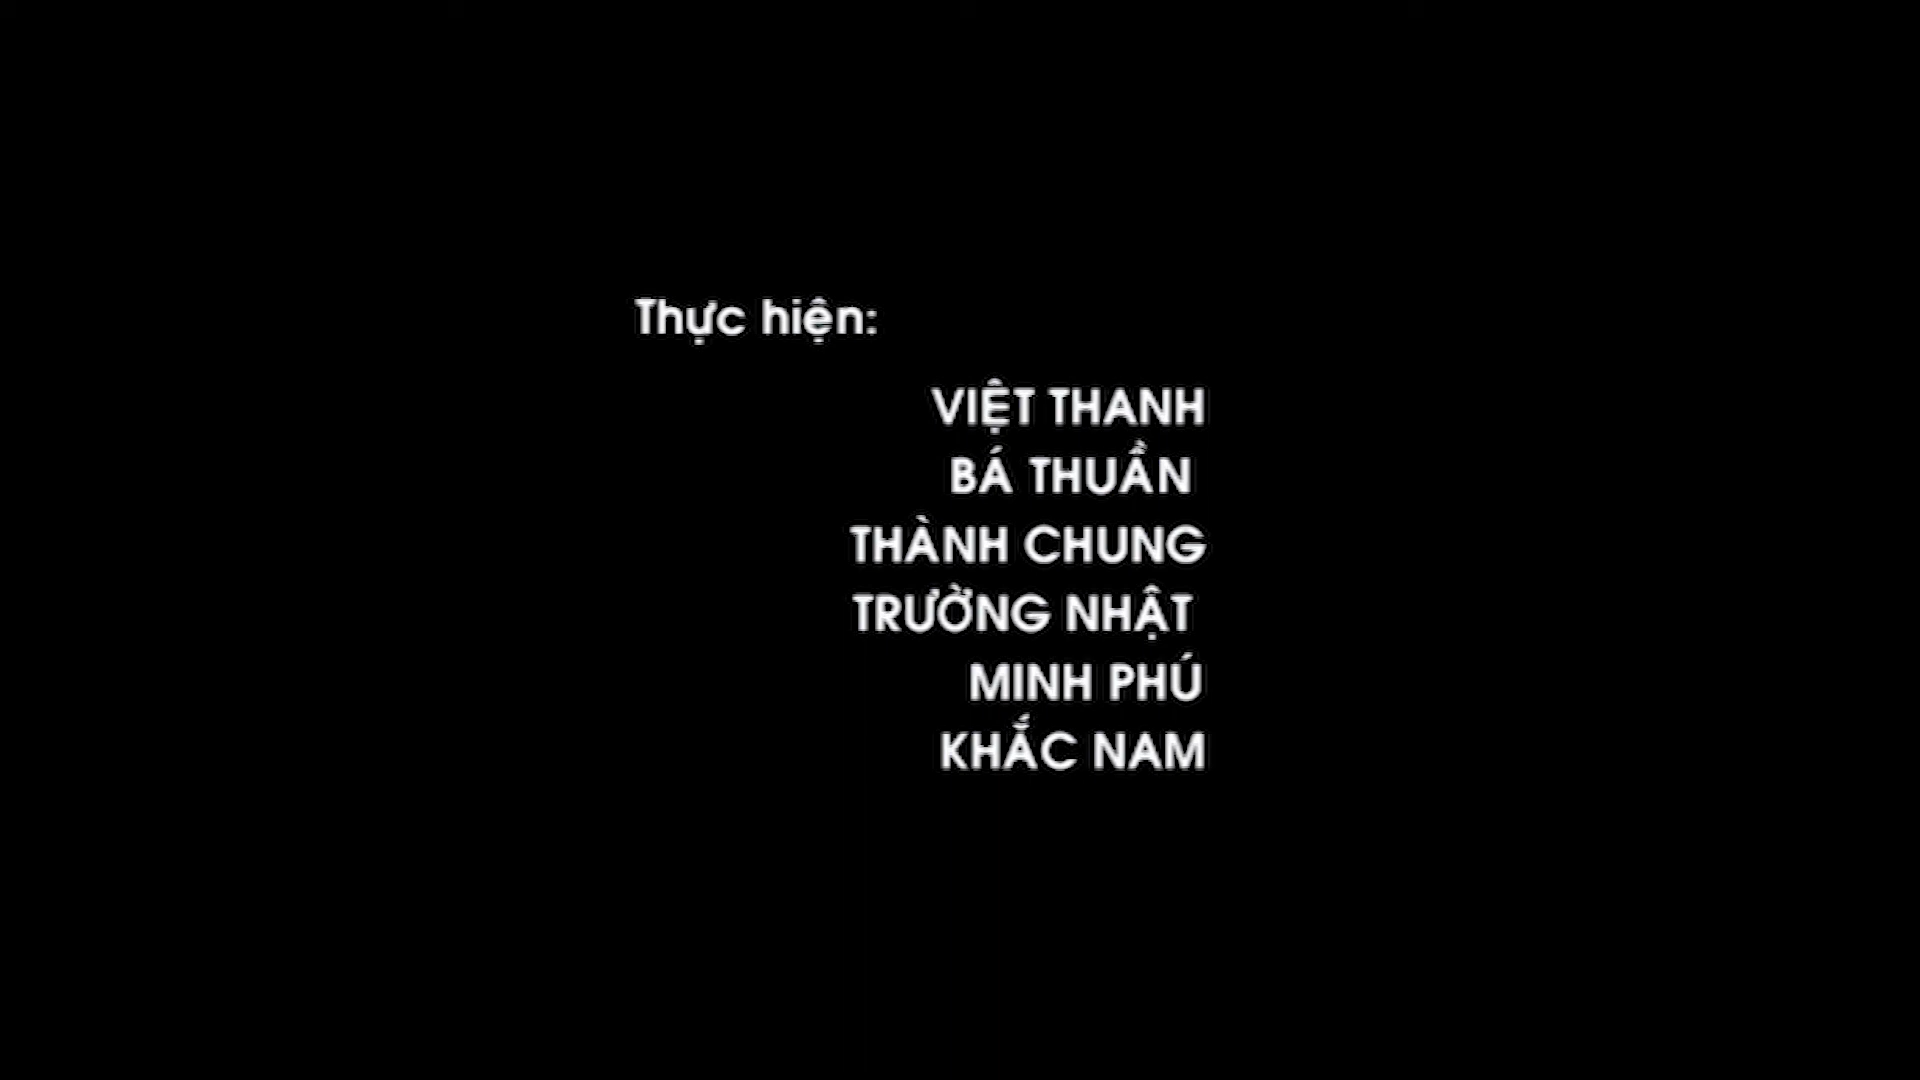 Thực hiện:
VIỆT THANH
BÁ THUẦN
THÀNH CHUNG
TRƯỜNG NHẬT
MINH PHÚ
KHẮC NAM